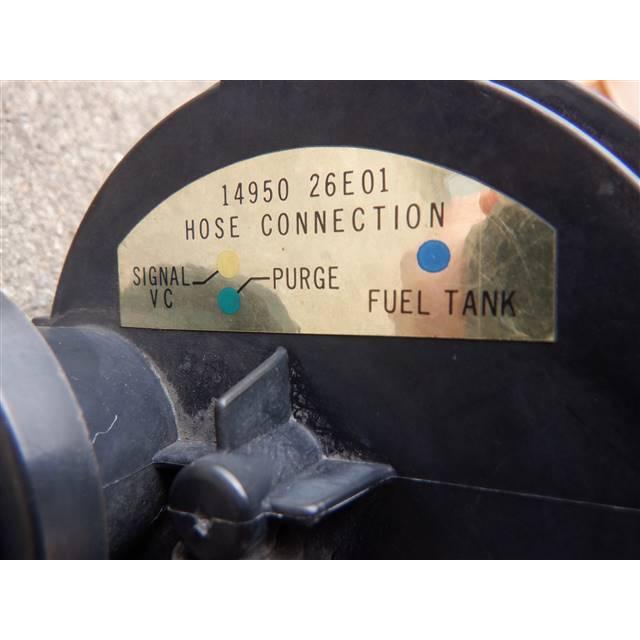 14950 26E01
HOSE CONNECTION
SIGNAL PURGE
VC FUEL TANK